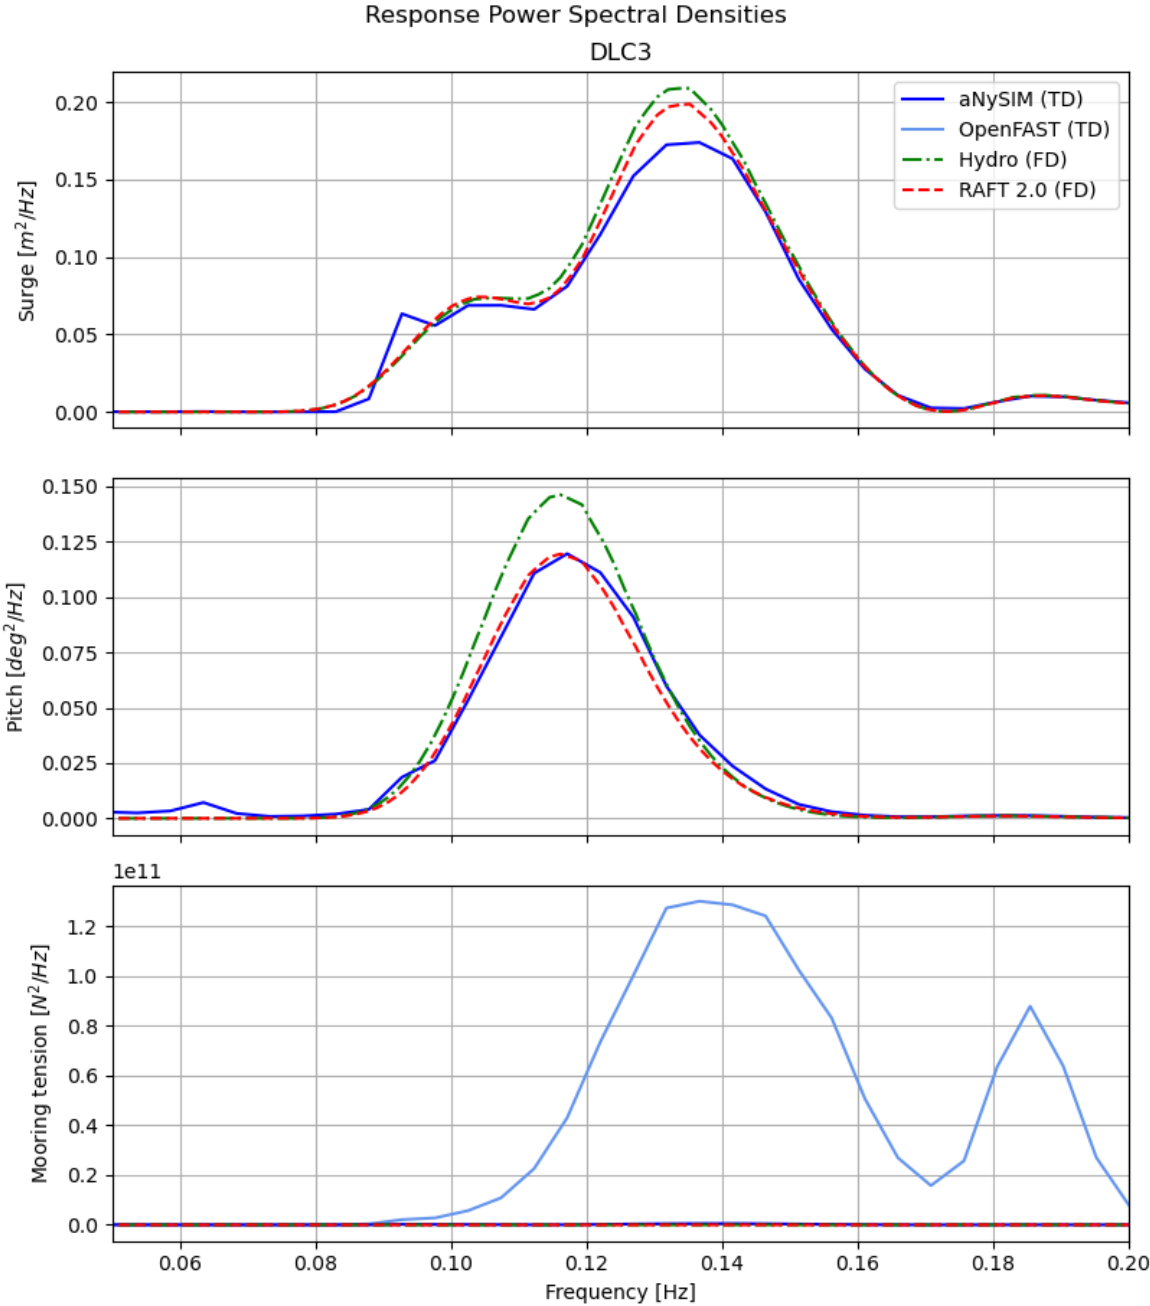 Response Power Spectral Densities
DLC3
0.20
0.15
0.10
0.05
0.00
Surge [m²/Hz]
aNySIM (TD)
OpenFAST (TD)
Hydro (FD)
RAFT 2.0 (FD)
0.150
0.125
0.100
0.075
0.050
0.025
0.000
Pitch [deg²/Hz]
1e11
1.2
1.0
0.8
0.6
0.4
0.2
0.0
Mooring tension [N²/Hz]
0.06 0.08 0.10 0.12 0.14 0.16 0.18 0.20
Frequency [Hz]